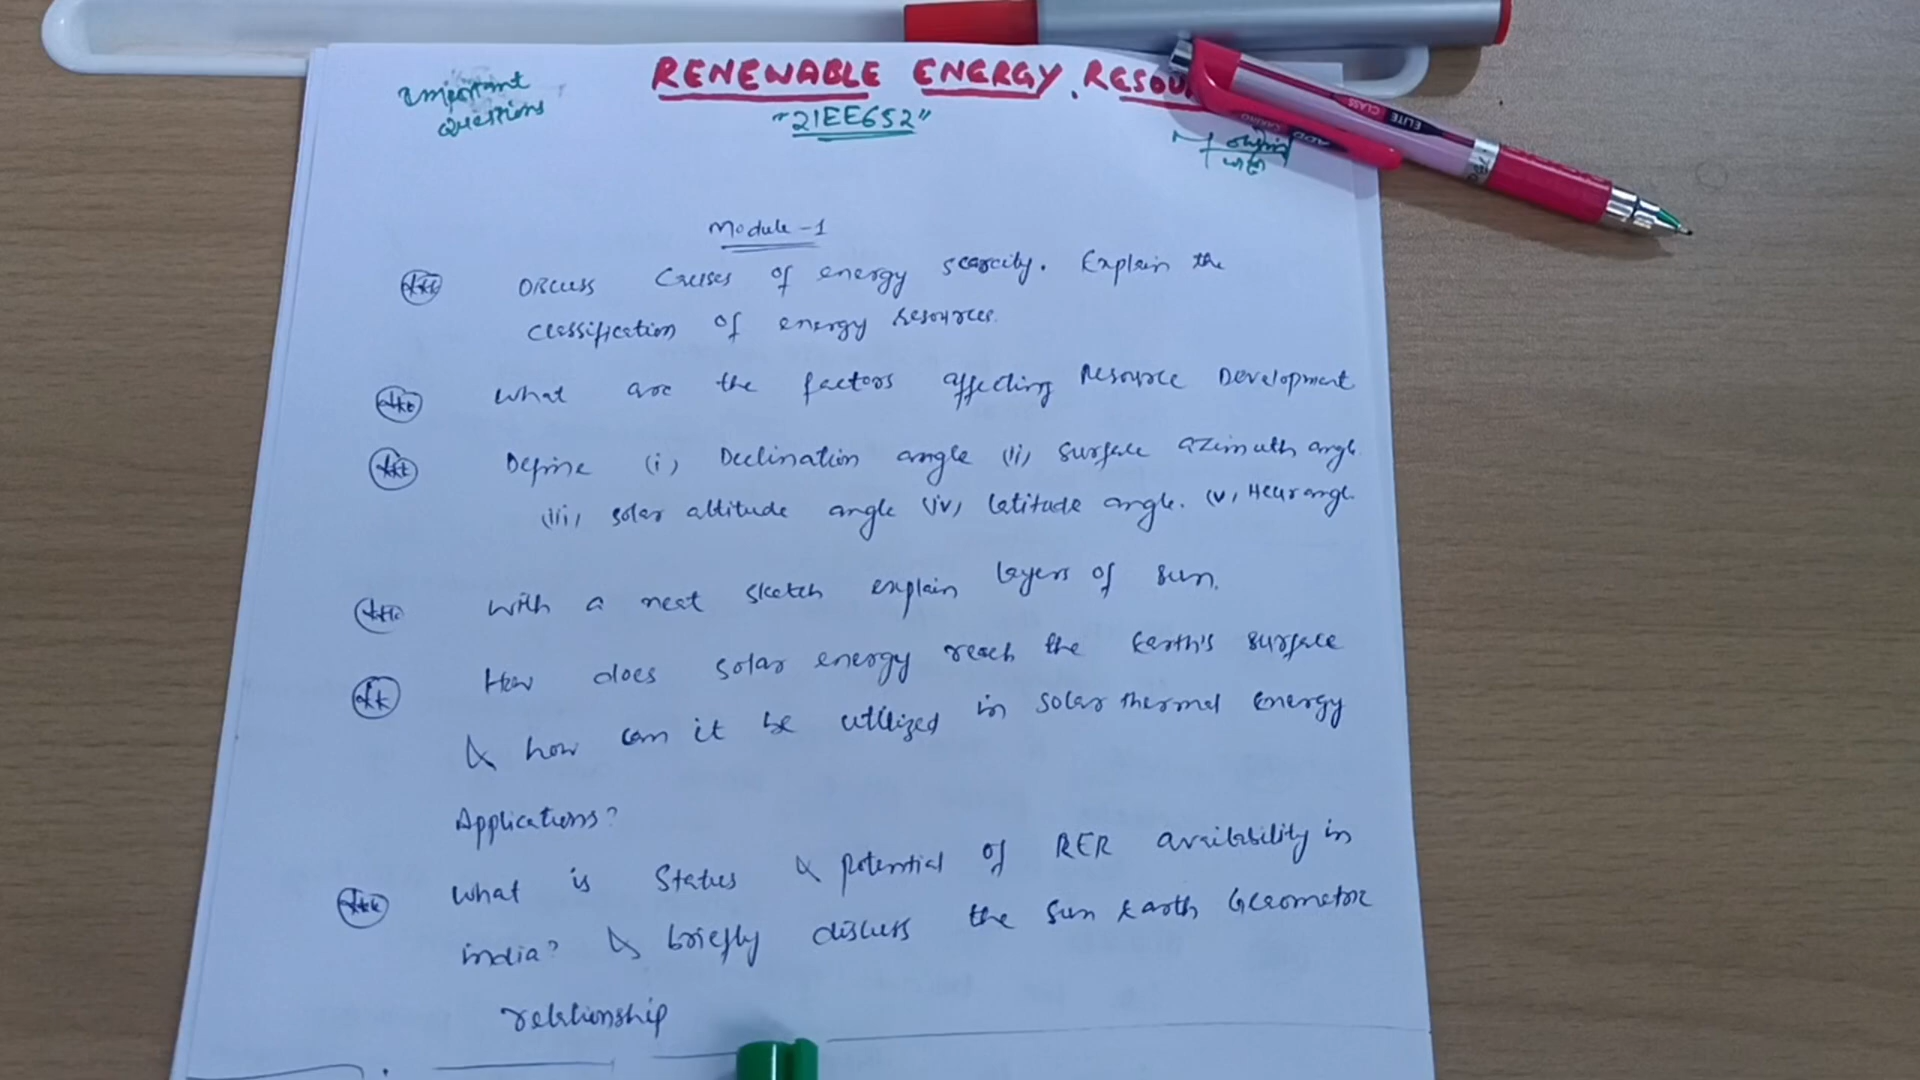 Important
Questions
RENEWABLE ENERGY RESOU
"21EE652"
Module-1
Discuss Causes of energy scarcity. Explain the
classification of energy resources.
What are the factors affecting Resource Development
Define (i) Declination angle (ii) surface azimuth angle
(iii) solar altitude angle (iv) latitude angle. (v) Hour angle
With a neat sketch explain layers of sun.
How does solar energy reach the Earth's surface
& how can it be utilized in solar thermal energy
Applications?
What is Status & potential of RER availability in
india? & briefly discuss the sun Earth Geometric
relationship
ELITE
CLASS
ADD